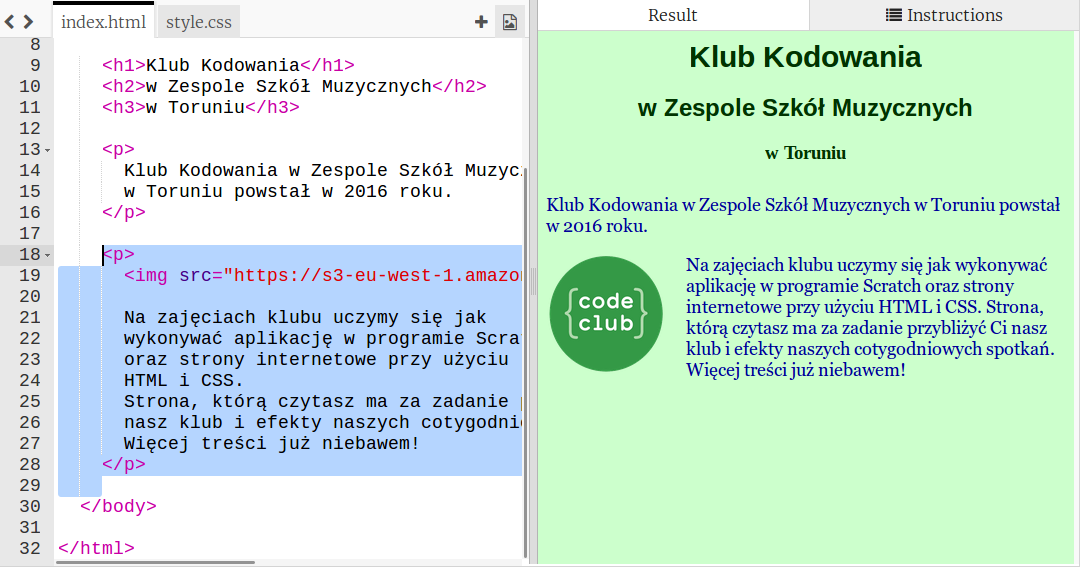 index.html style.css
8
9 <h1>Klub Kodowania</h1>
10 <h2>w Zespole Szkół Muzycznych</h2>
11 <h3>w Toruniu</h3>
12
13 <p>
14 Klub Kodowania w Zespole Szkół Muzyc
15 w Toruniu powstał w 2016 roku.
16 </p>
17
18 <p>
19 <img src="https://s3-eu-west-1.amazo
20
21 Na zajęciach klubu uczymy się jak
22 wykonywać aplikację w programie Scra
23 oraz strony internetowe przy użyciu
24 HTML i CSS.
25 Strona, którą czytasz ma za zadanie
26 nasz klub i efekty naszych cotygodni
27 Więcej treści już niebawem!
28 </p>
29
30 </body>
31
32 </html>
Result Instructions
Klub Kodowania
w Zespole Szkół Muzycznych
w Toruniu
Klub Kodowania w Zespole Szkół Muzycznych w Toruniu powstał
w 2016 roku.
{code
club}
Na zajęciach klubu uczymy się jak wykonywać
aplikację w programie Scratch oraz strony
internetowe przy użyciu HTML i CSS. Strona,
którą czytasz ma za zadanie przybliżyć Ci nasz
klub i efekty naszych cotygodniowych spotkań.
Więcej treści już niebawem!